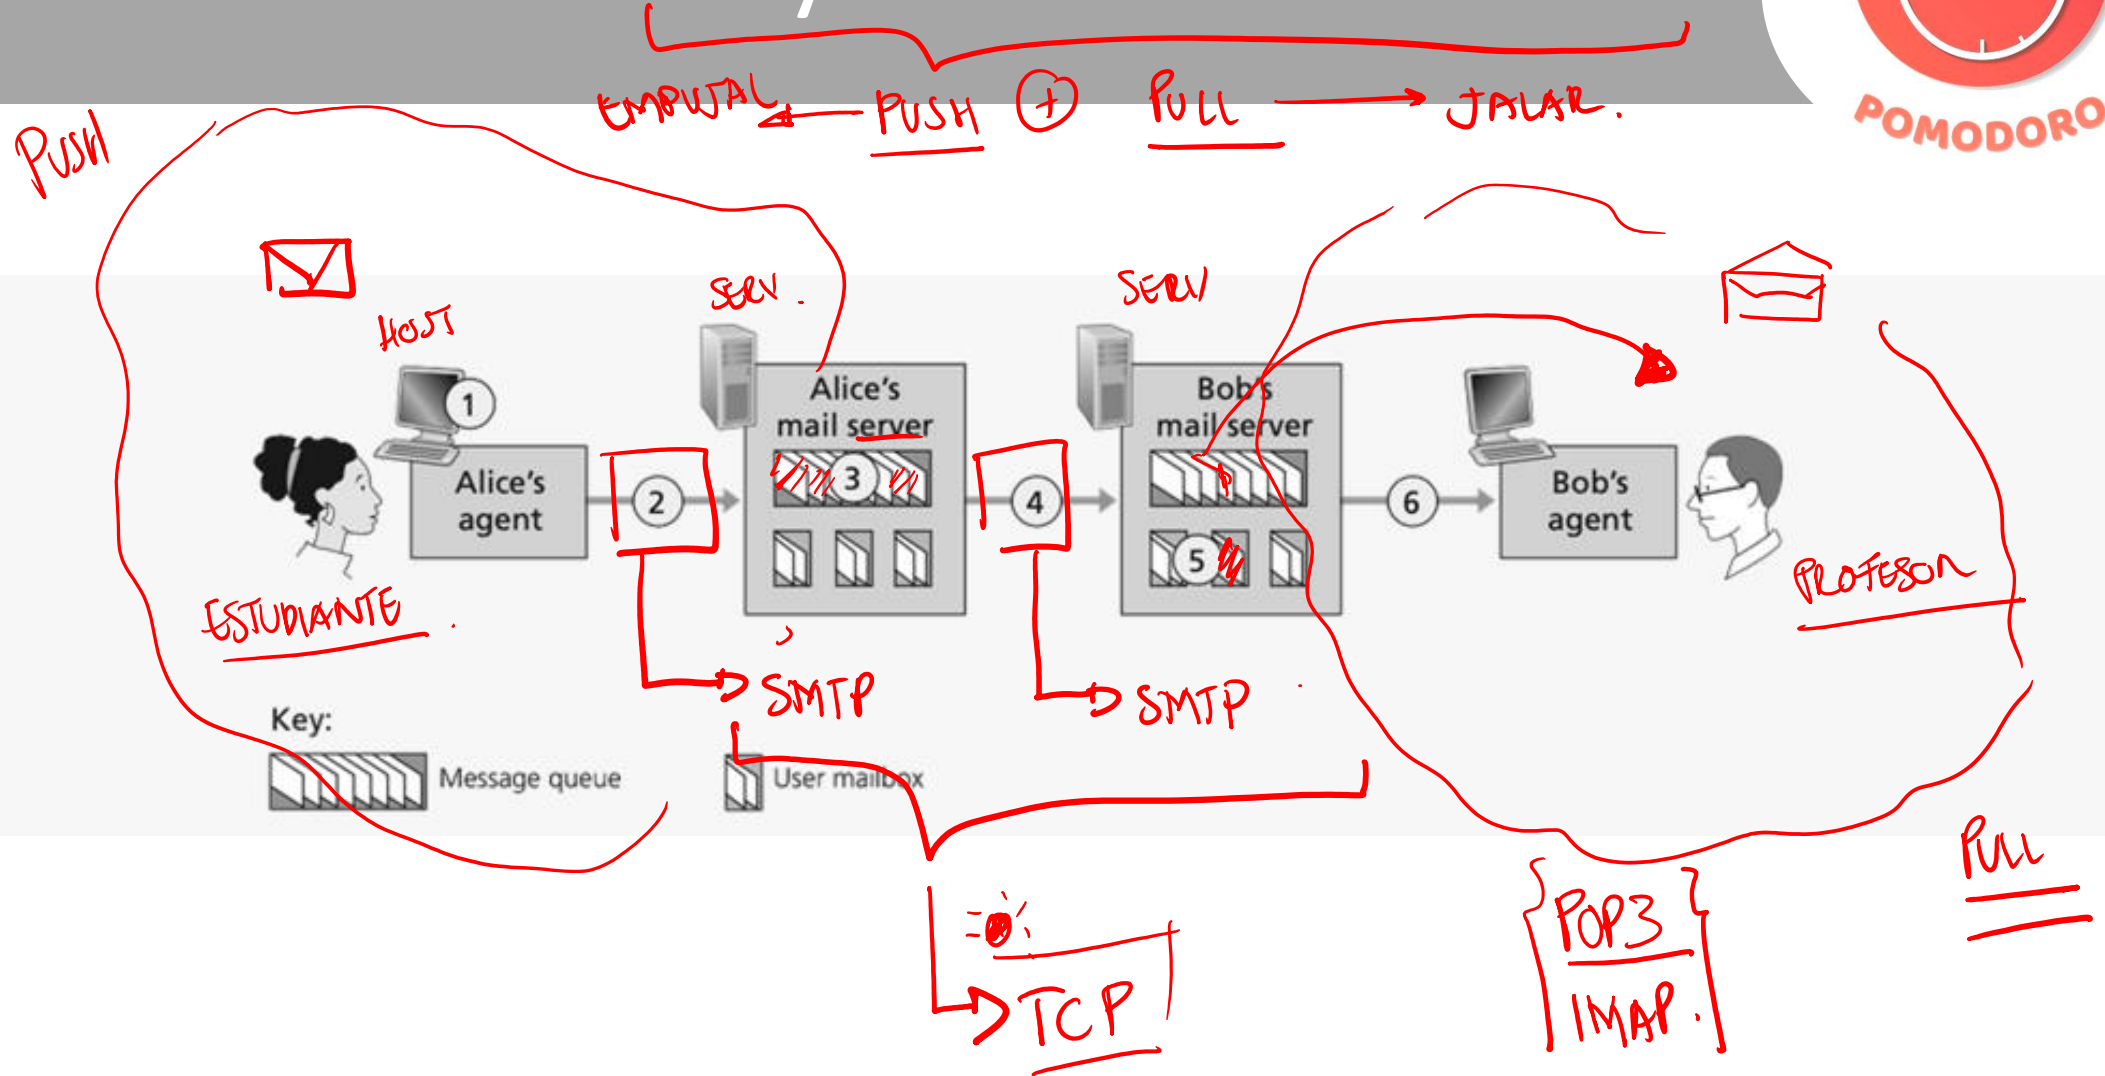 EMPUJAL ← PUSH + PULL → JALAR.
POMODORO
PUSH
HOST
SERV.
SERV
1
Alice's
mail server
Bob's
mail server
Alice's
agent
2
3
4
5
6
Bob's
agent
ESTUDIANTE.
PROFESOR
SMTP
SMTP
Key:
Message queue
User mailbox
PULL
POP3
IMAP.
TCP